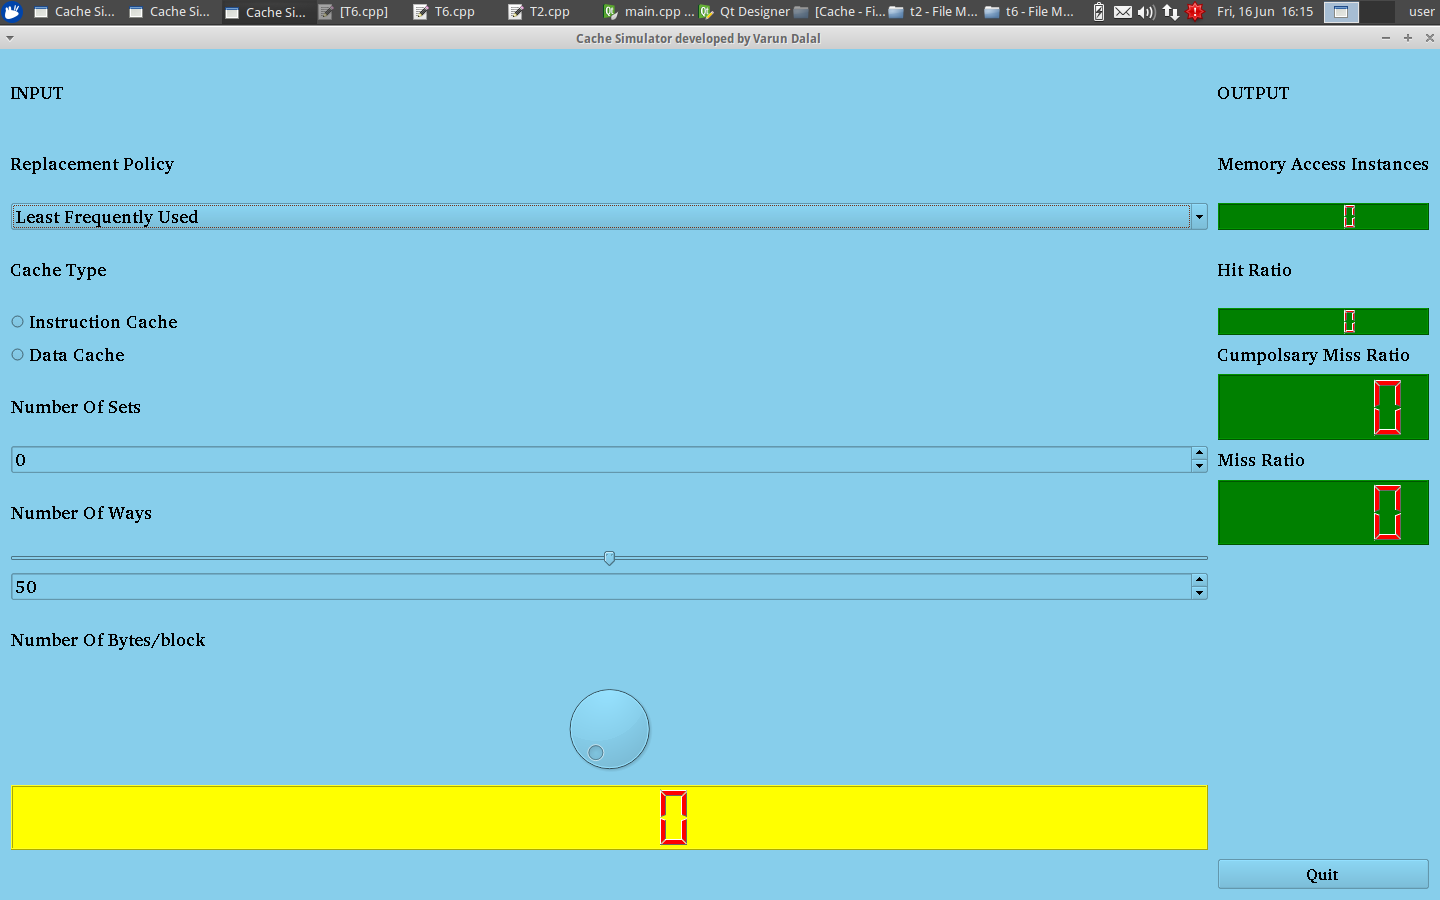 Cache Si... Cache Si... Cache Si... [T6.cpp] T6.cpp T2.cpp main.cpp ... Qt Designer [Cache - Fi... t2 - File M... t6 - File M... Fri, 16 Jun 16:15 user
Cache Simulator developed by Varun Dalal
INPUT
Replacement Policy
Least Frequently Used
Cache Type
Instruction Cache
Data Cache
Number Of Sets
0
Number Of Ways
50
Number Of Bytes/block
0
OUTPUT
Memory Access Instances
0
Hit Ratio
0
Cumpolsary Miss Ratio
0
Miss Ratio
0
Quit